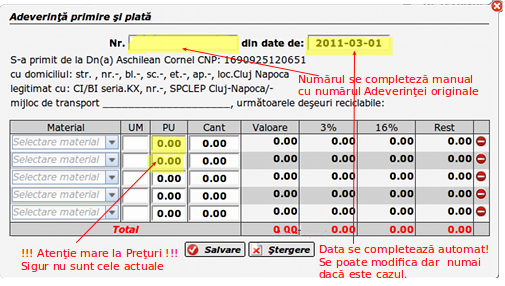 Adeverință primire și plată
Nr. din date de: 2011-03-01
S-a primit de la Dn(a) Aschilean Cornel CNP: 1690925120651
cu domiciliul: str. , nr.-, bl.-, sc.-, et.-, ap.-, loc.Cluj Napoca
legitimat cu: CI/BI seria.KX, nr.-, SPCLEP Cluj-Napoca/-
mijloc de transport ______________________, următoarele deșeuri reciclabile:
Numărul se completeză manual
cu numărul Adeverinței originale
Material UM PU Cant Valoare 3% 16% Rest
Selectare material 0.00 0.00 0.00 0.00 0.00 0.00
Selectare material 0.00 0.00 0.00 0.00 0.00 0.00
Selectare material 0.00 0.00 0.00 0.00 0.00 0.00
Selectare material 0.00 0.00 0.00 0.00 0.00 0.00
Selectare material 0.00 0.00 0.00 0.00 0.00 0.00
Total 0.00 0.00 0.00 0.00
Salvare Ștergere
!!! Atenție mare la Prețuri !!!
Sigur nu sunt cele actuale
Data se completează automat!
Se poate modifica dar numai
dacă este cazul.